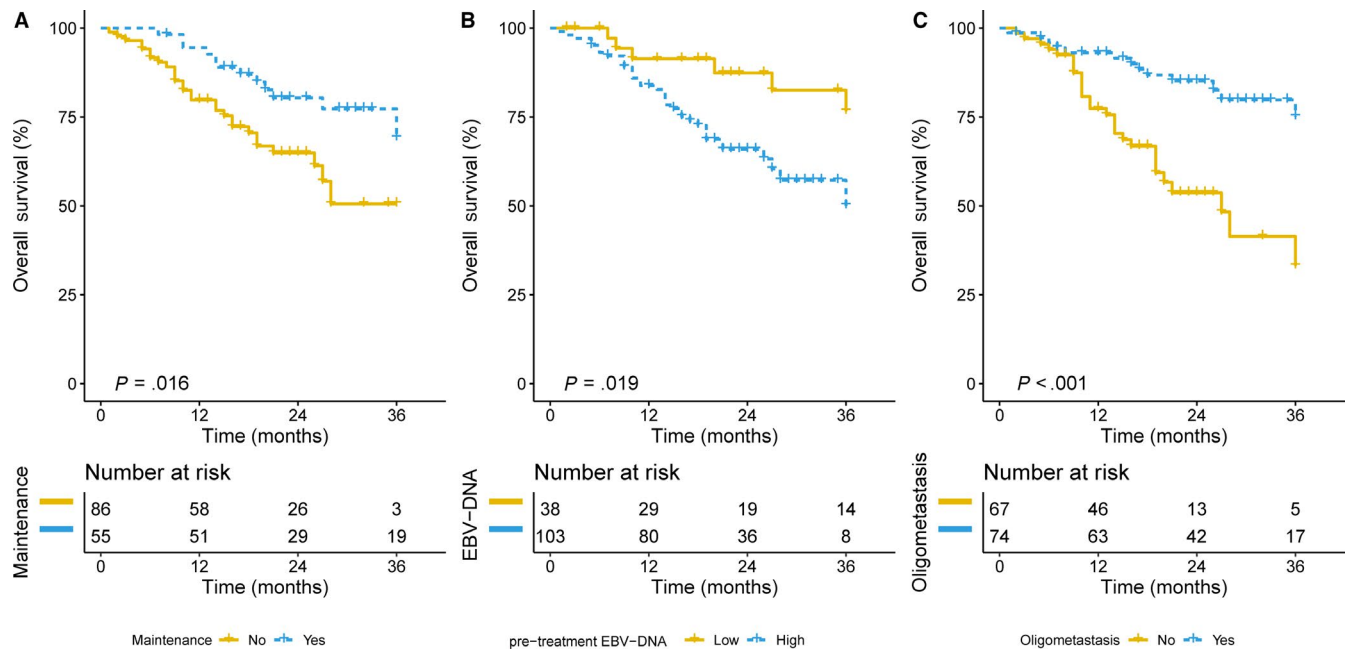 A
100
75
50
25
0
Overall survival (%)
P = .016
0 12 24 36
Time (months)
Maintenance
Number at risk
86 58 26 3
55 51 29 19
0 12 24 36
Time (months)
Maintenance No Yes
B
100
75
50
25
0
Overall survival (%)
P = .019
0 12 24 36
Time (months)
EBV−DNA
Number at risk
38 29 19 14
103 80 36 8
0 12 24 36
Time (months)
pre−treatment EBV−DNA Low High
C
100
75
50
25
0
Overall survival (%)
P < .001
0 12 24 36
Time (months)
Oligometastasis
Number at risk
67 46 13 5
74 63 42 17
0 12 24 36
Time (months)
Oligometastasis No Yes